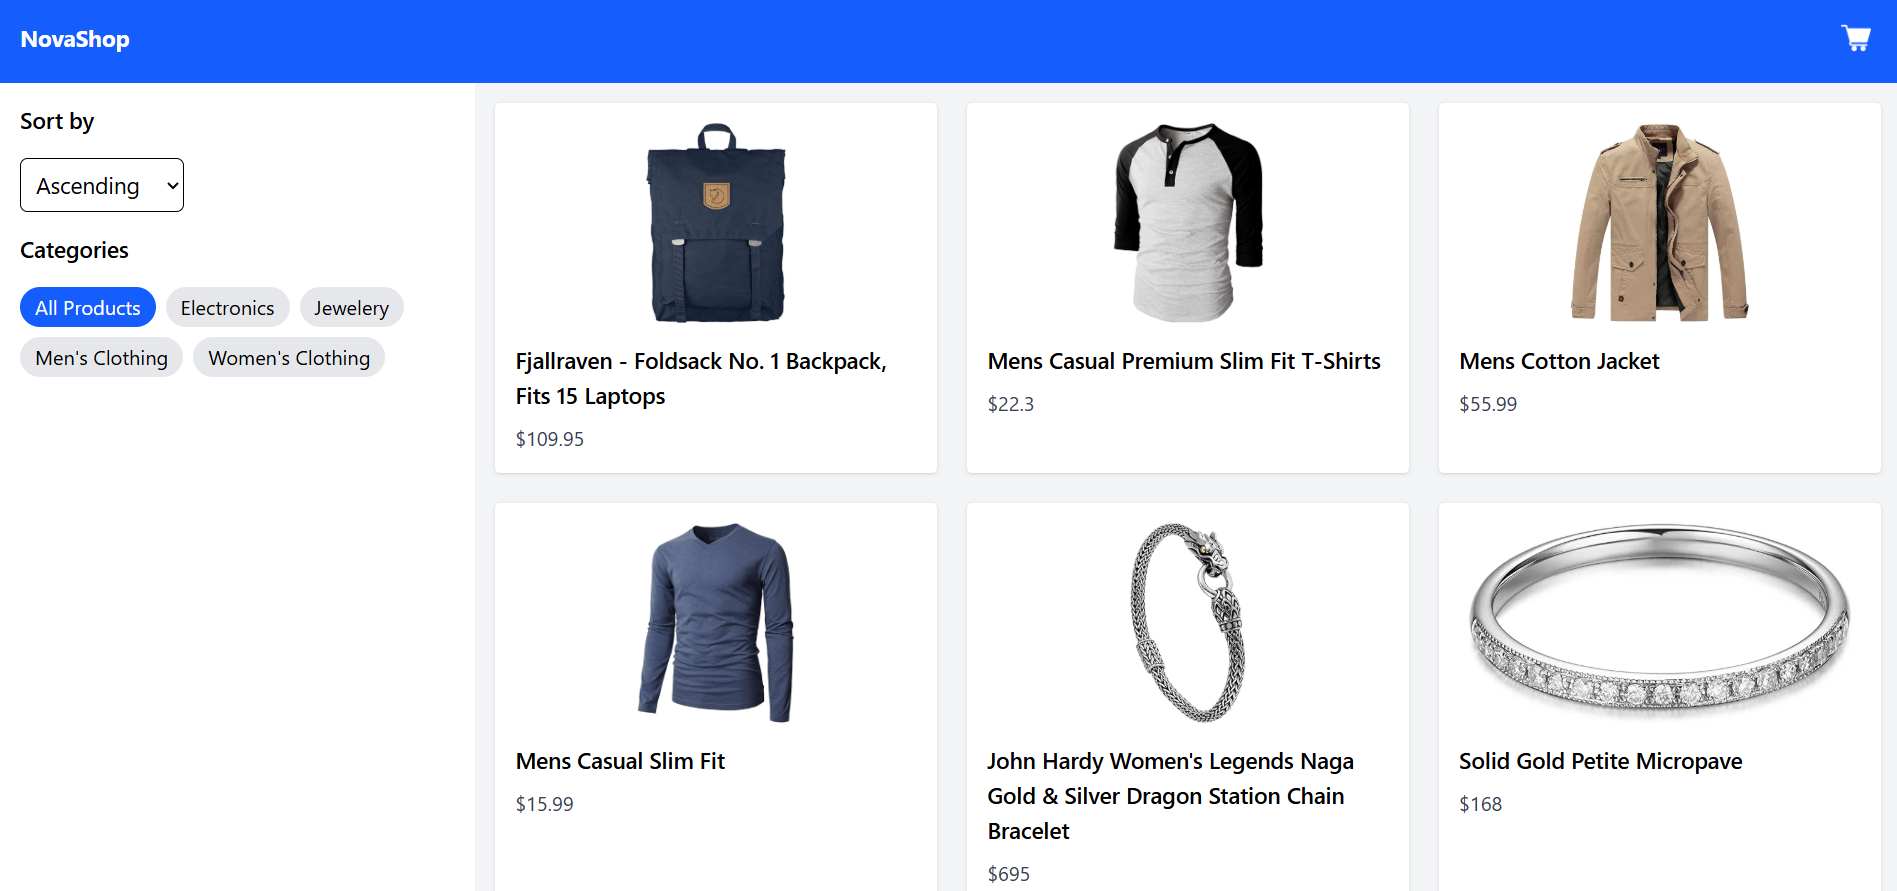 NovaShop
Sort by
Ascending
Categories
All Products
Electronics
Jewelery
Men's Clothing
Women's Clothing
Fjallraven - Foldsack No. 1 Backpack,
Fits 15 Laptops
$109.95
Mens Casual Premium Slim Fit T-Shirts
$22.3
Mens Cotton Jacket
$55.99
Mens Casual Slim Fit
$15.99
John Hardy Women's Legends Naga
Gold & Silver Dragon Station Chain
Bracelet
$695
Solid Gold Petite Micropave
$168